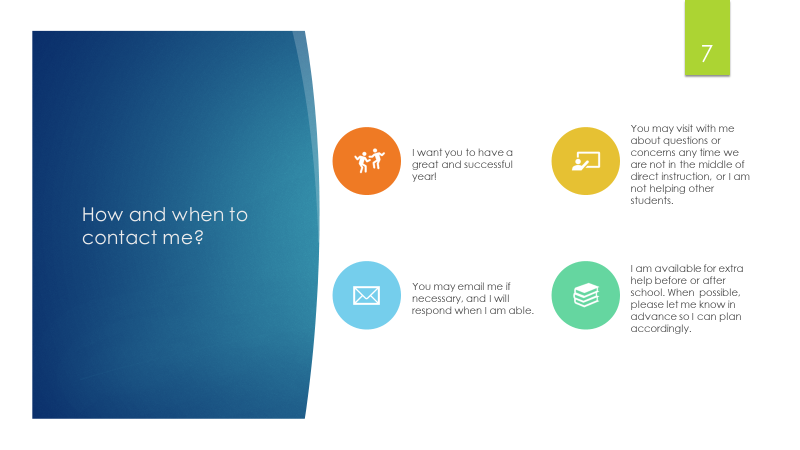 7
How and when to
contact me?
I want you to have a
great and successful
year!
You may visit with me
about questions or
concerns any time we
are not in the middle of
direct instruction, or I am
not helping other
students.
You may email me if
necessary, and I will
respond when I am able.
I am available for extra
help before or after
school. When possible,
please let me know in
advance so I can plan
accordingly.